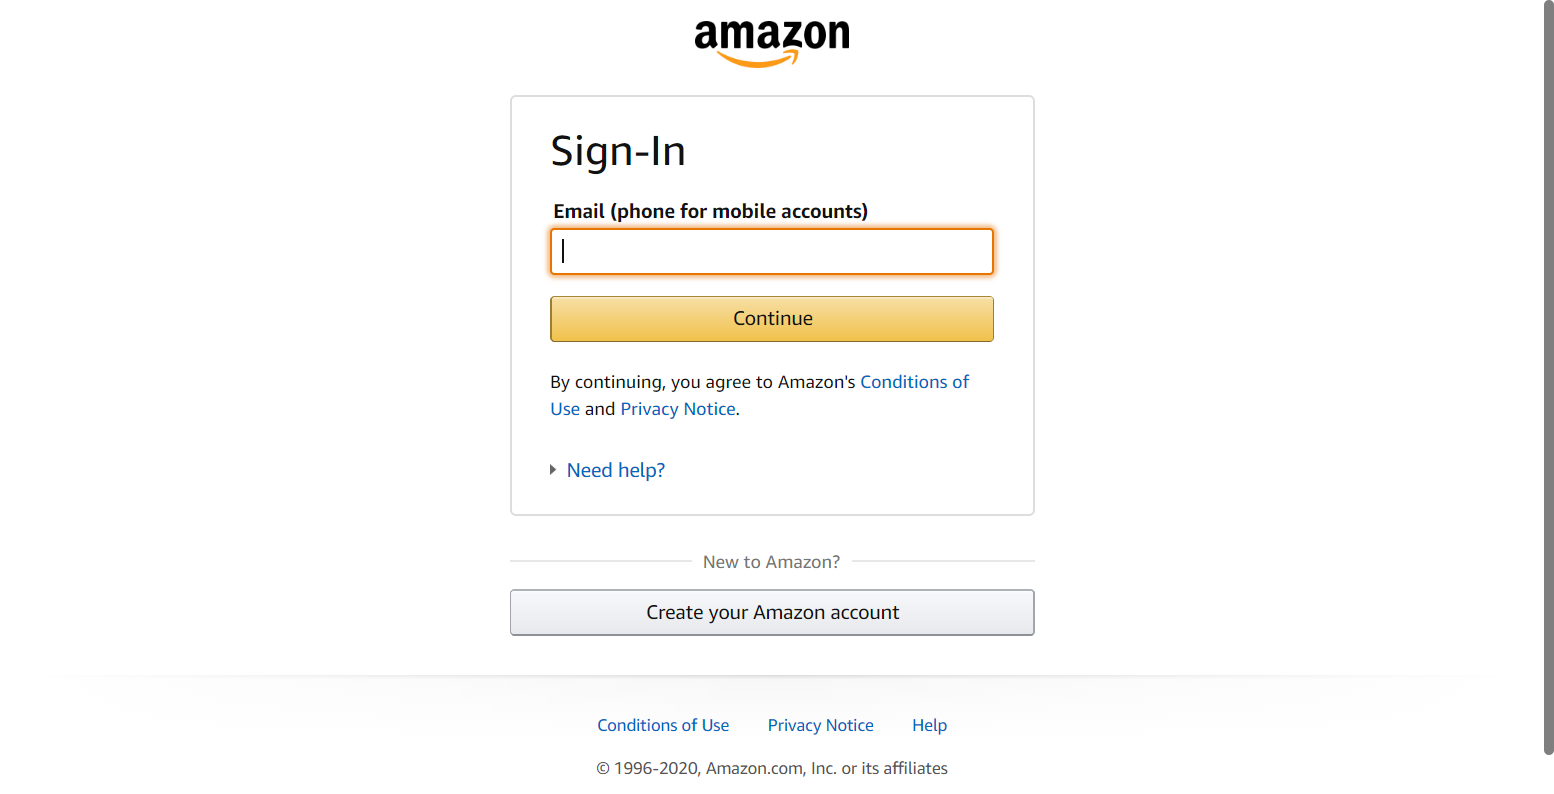 amazon
Sign-In
Email (phone for mobile accounts)
Continue
By continuing, you agree to Amazon's Conditions of
Use and Privacy Notice.
Need help?
New to Amazon?
Create your Amazon account
Conditions of Use Privacy Notice Help
© 1996-2020, Amazon.com, Inc. or its affiliates